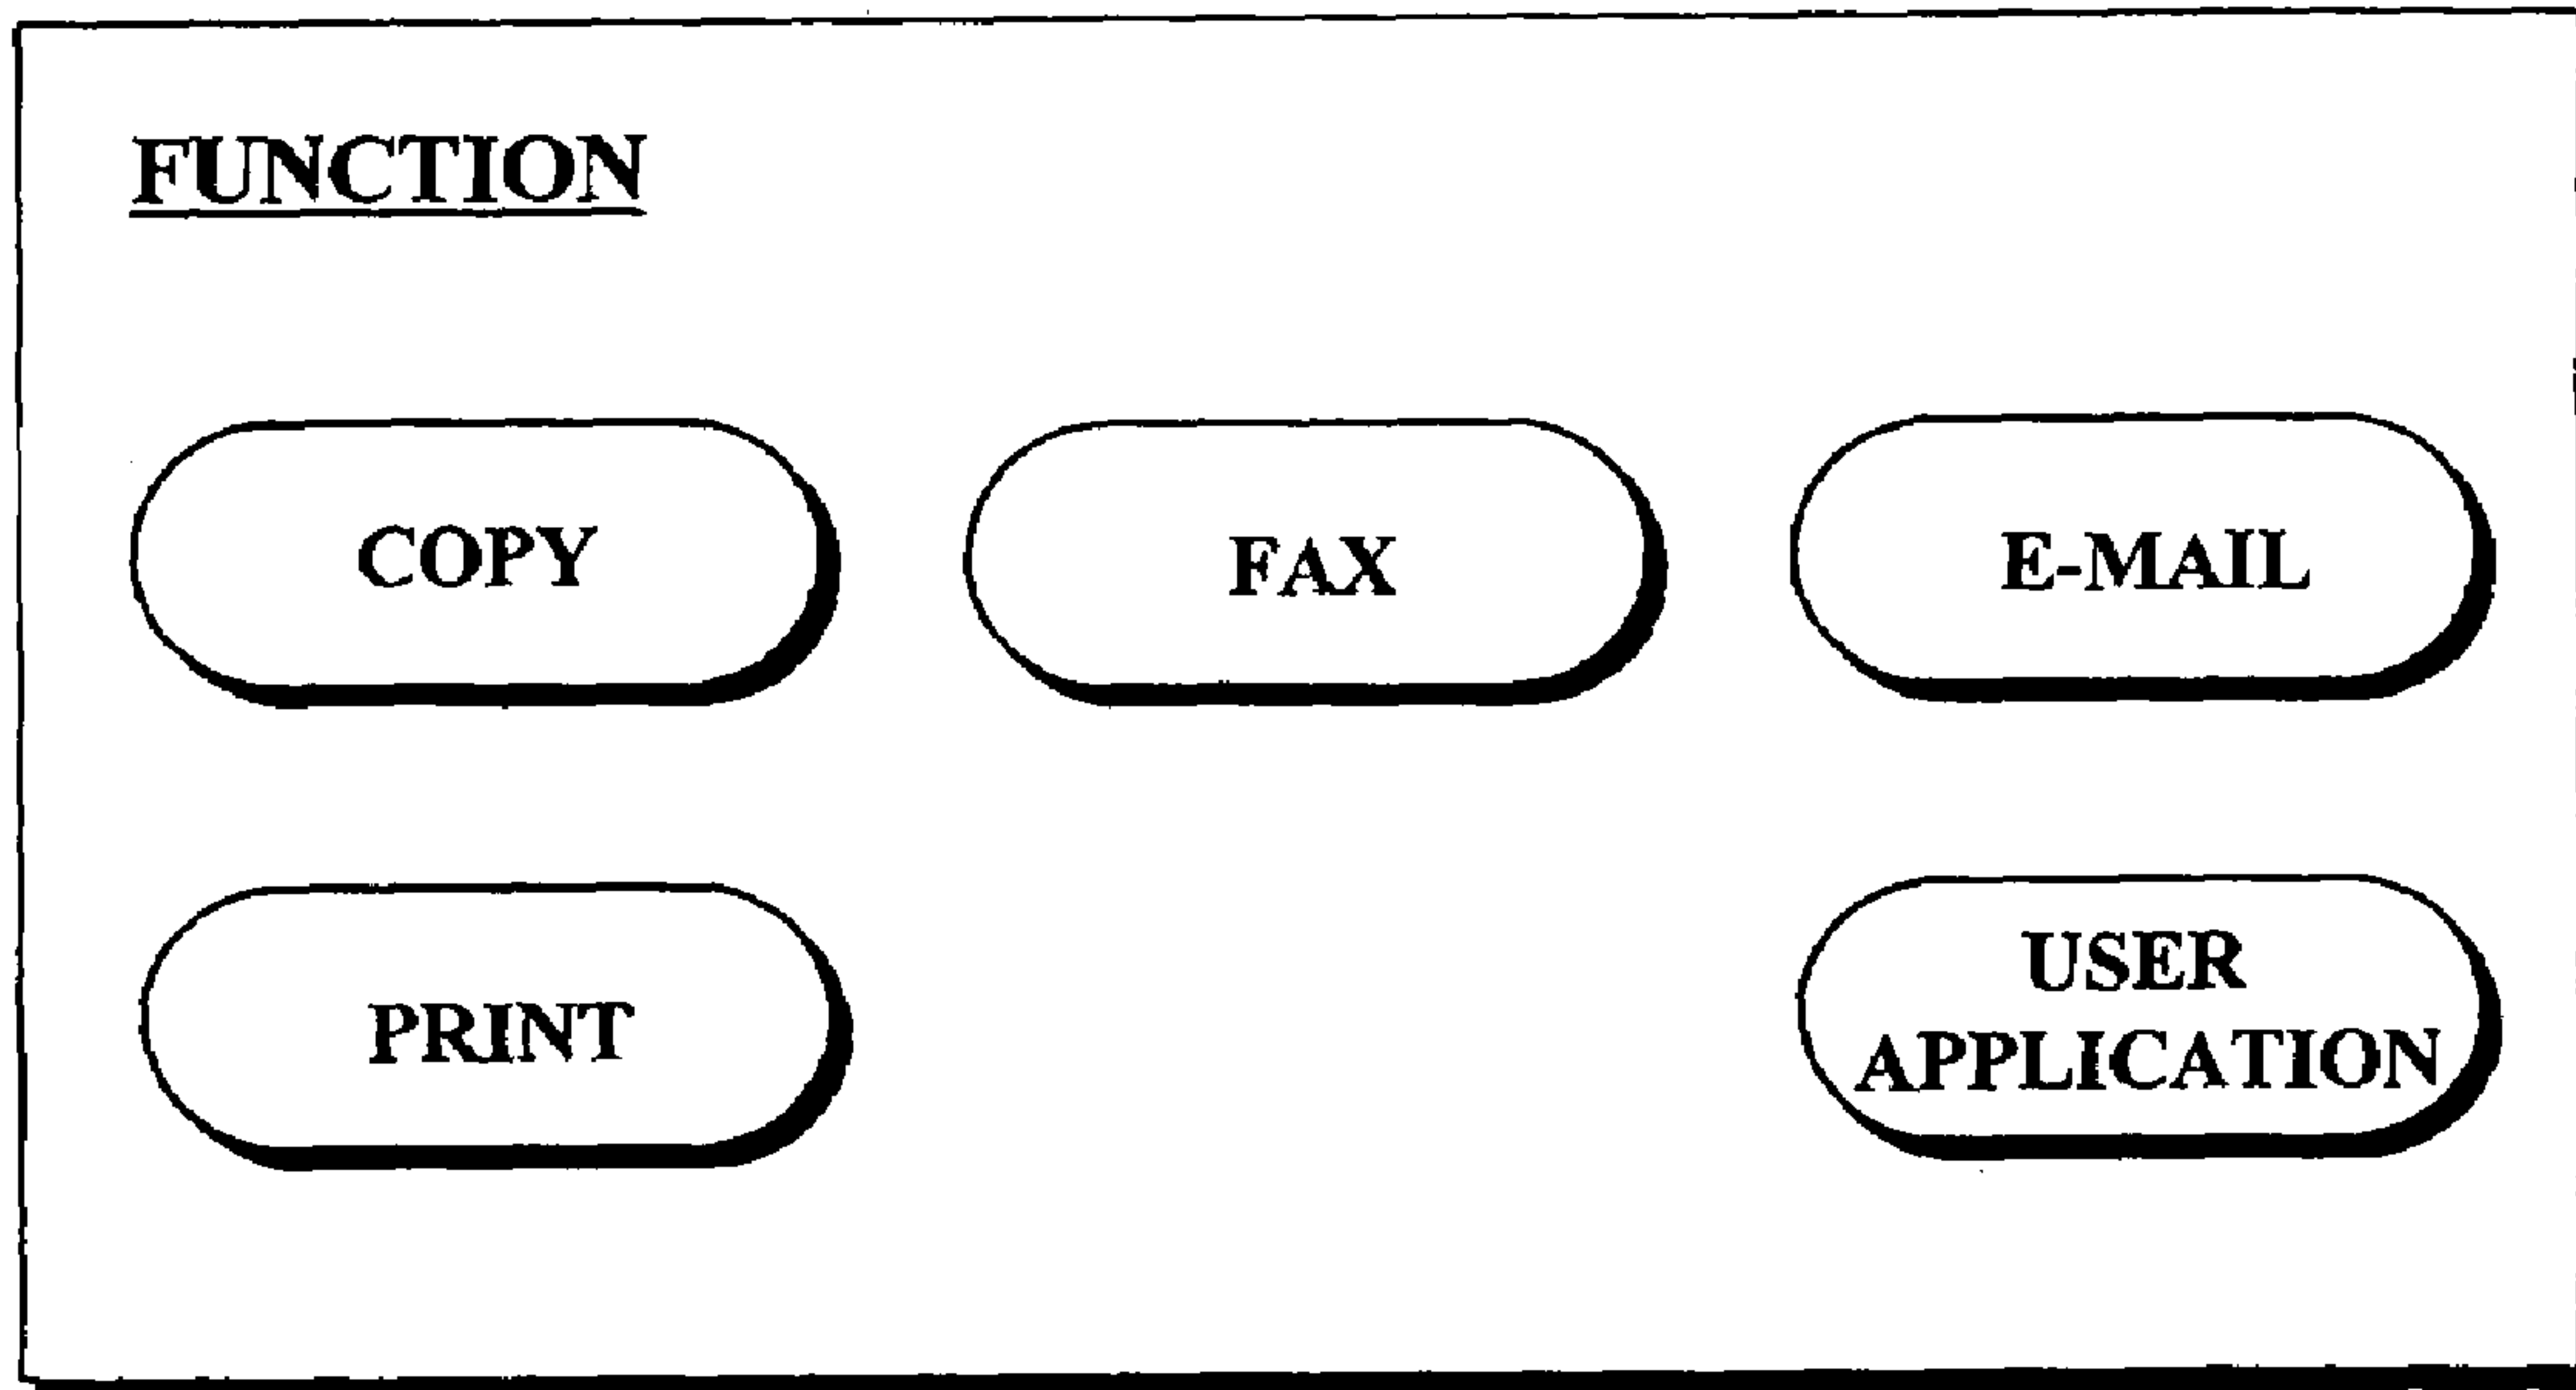 FUNCTION
COPY
FAX
E-MAIL
PRINT
USER
APPLICATION